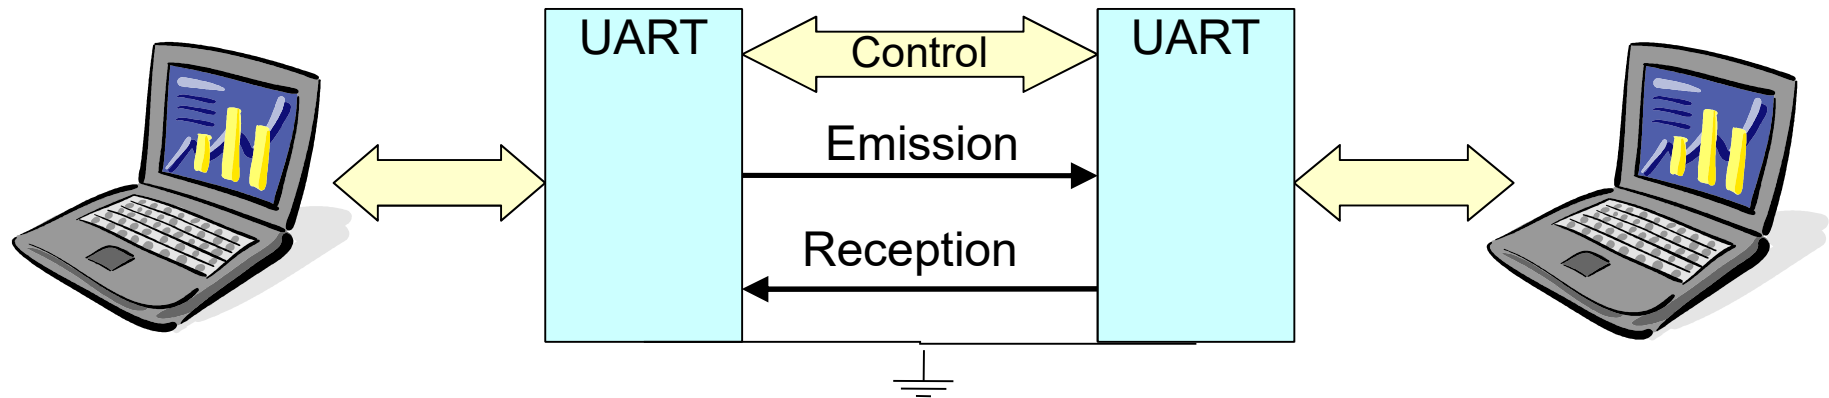 UART
Control
UART
Emission
Reception